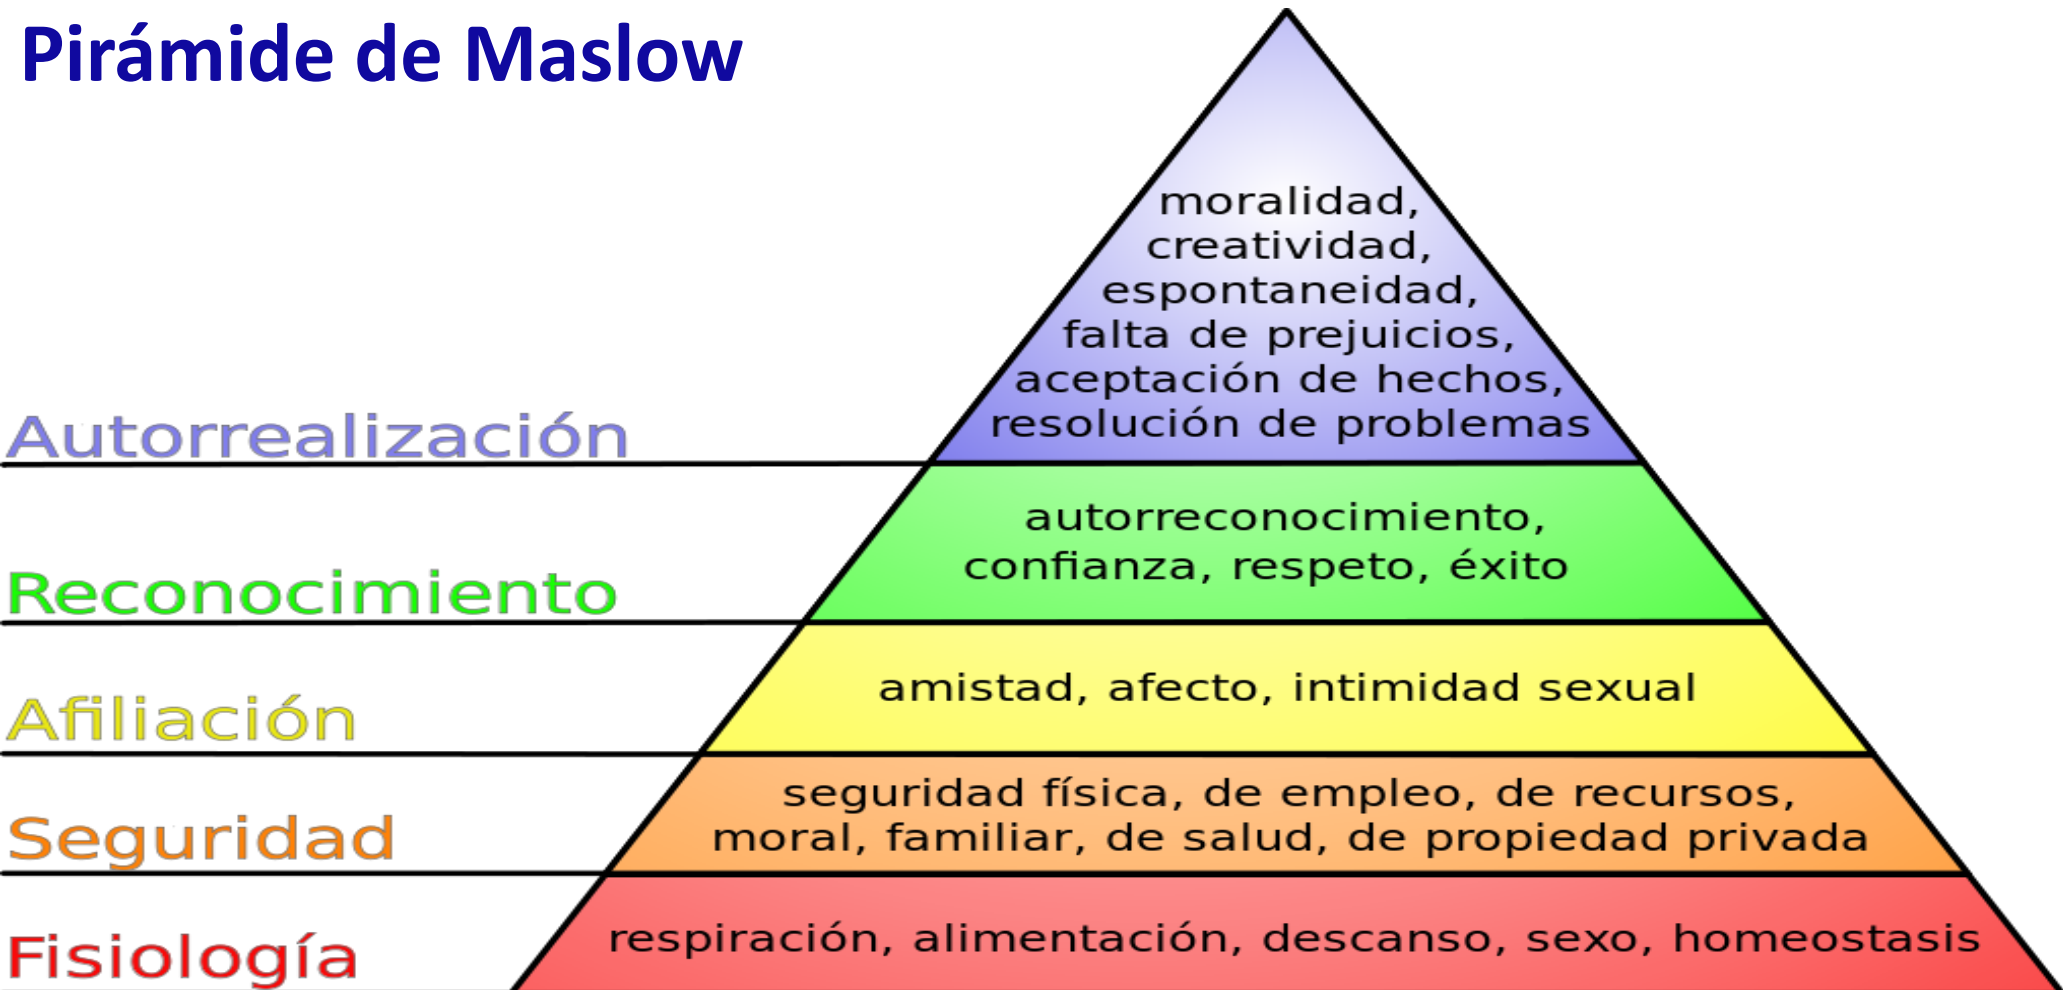 Pirámide de Maslow
moralidad,
creatividad,
espontaneidad,
falta de prejuicios,
aceptación de hechos,
resolución de problemas
Autorrealización
autorreconocimiento,
confianza, respeto, éxito
Reconocimiento
amistad, afecto, intimidad sexual
Afiliación
seguridad física, de empleo, de recursos,
moral, familiar, de salud, de propiedad privada
Seguridad
respiración, alimentación, descanso, sexo, homeostasis
Fisiología